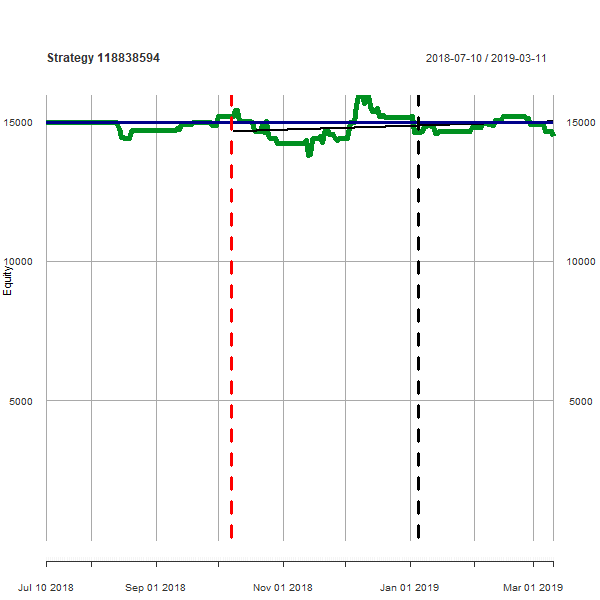 Strategy 118838594 2018-07-10 / 2019-03-11
15000 15000
10000 10000
Equity
5000 5000
Jul 10 2018 Sep 01 2018 Nov 01 2018 Jan 01 2019 Mar 01 2019